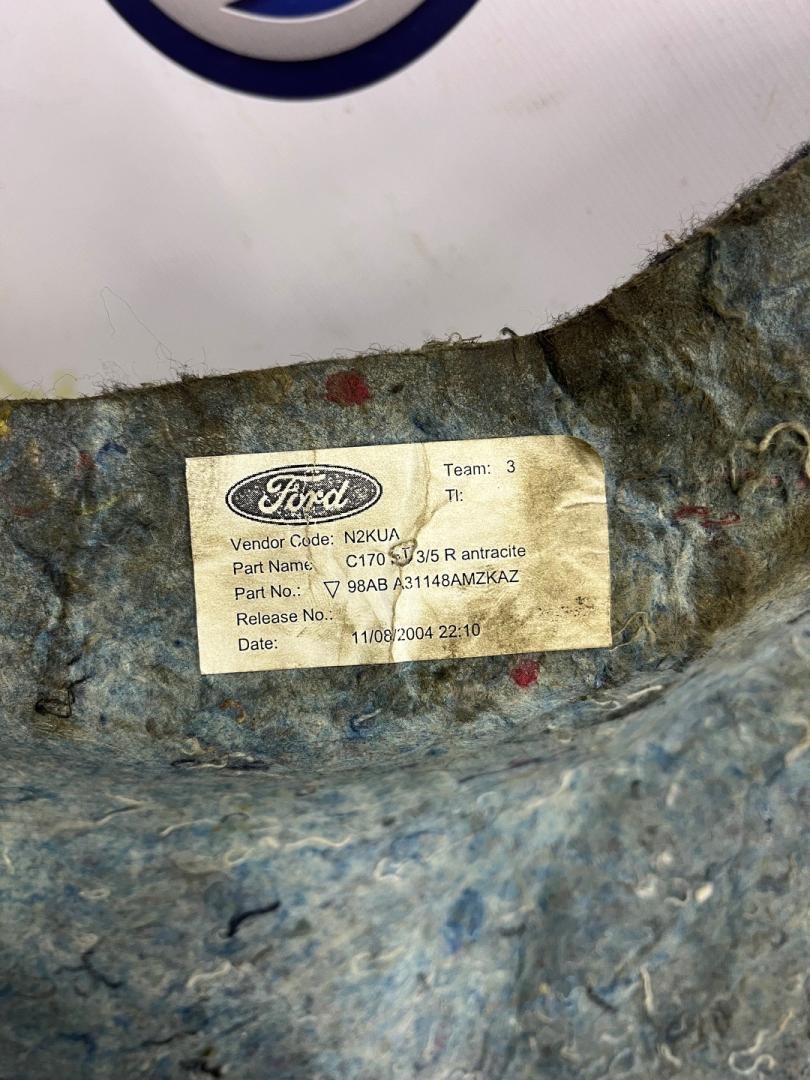 Ford
Team: 3
TI:
Vendor Code: N2KUA
Part Name: C170 3/5 R antracite
Part No.: ▽ 98AB A31148AMZKAZ
Release No.:
Date: 11/08/2004 22:10